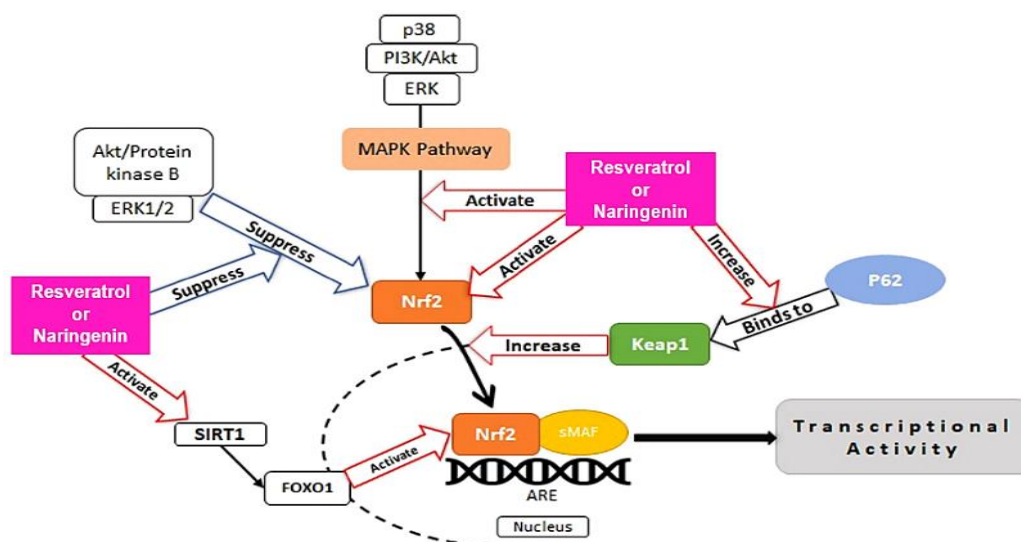 p38
PI3K/Akt
ERK
MAPK Pathway
Akt/Protein
kinase B
ERK1/2
Resveratrol
or
Naringenin
Activate
Activate
Increase
Suppress
Suppress
P62
Binds to
Nrf2
Keap1
Increase
Resveratrol
or
Naringenin
Activate
SIRT1
FOXO1
Activate
Nrf2
sMAF
ARE
Nucleus
Transcriptional
Activity